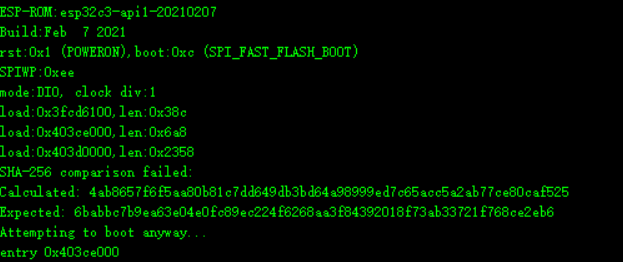 ESP-ROM:esp32c3-api1-20210207
Build:Feb  7 2021
rst:0x1 (POWERON),boot:0xc (SPI_FAST_FLASH_BOOT)
SPIWP:0xee
mode:DIO, clock div:1
load:0x3fcd6100,len:0x38c
load:0x403ce000,len:0x6a8
load:0x403d0000,len:0x2358
SHA-256 comparison failed:
Calculated: 4ab8657f6f5aa80b81c7dd649db3bd64a98999ed7c65acc5a2ab77ce80caf525
Expected: 6babbc7b9ea63e04e0fc89ec224f6268aa3f84392018f73ab33721f768ce2eb6
Attempting to boot anyway...
entry 0x403ce000